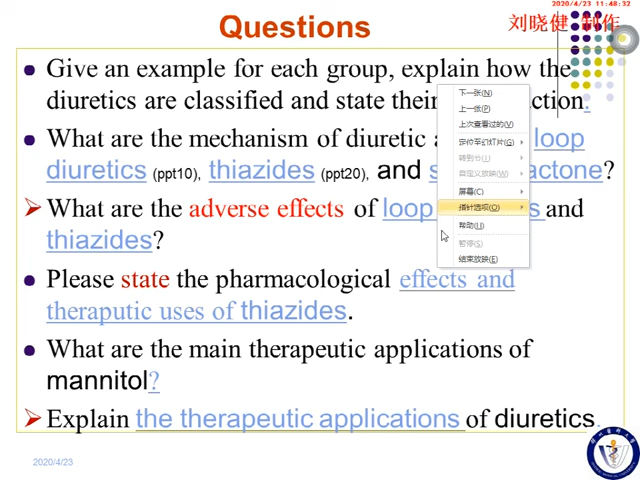 2020/4/23 11:48:32
Questions
刘晓健 制作
Give an example for each group, explain how the
diuretics are classified and state their ction.
What are the mechanism of diuretic a loop
diuretics (ppt10), thiazides (ppt20), and s actone?
What are the adverse effects of loop s and
thiazides?
Please state the pharmacological effects and
theraputic uses of thiazides.
What are the main therapeutic applications of
mannitol?
Explain the therapeutic applications of diuretics.
2020/4/23
下一张(N)
上一张(P)
上次查看过的(V)
定位至幻灯片(G)
转到节(T)
自定义放映(W)
屏幕(C)
指针选项(O)
帮助(H)
暂停(S)
结束放映(E)